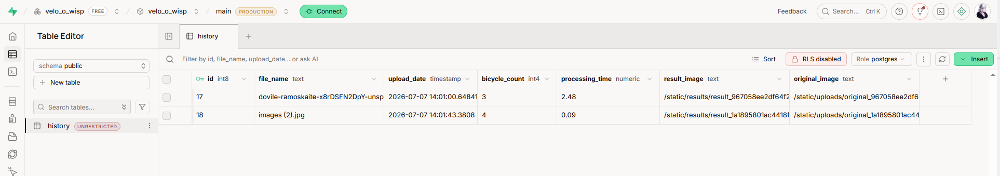 velo_o_wisp FREE / velo_o_wisp / main PRODUCTION Connect Feedback Search... Ctrl K
Table Editor
history
schema public
New table
Search tables...
history UNRESTRICTED
Filter by id, file_name, upload_date... or ask AI Sort RLS disabled Role postgres Insert
id int8 file_name text upload_date timestamp bicycle_count int4 processing_time numeric result_image text original_image text
17 dovile-ramoskaite-x8rDSFN2DpY-unsp 2026-07-07 14:01:00.64841 3 2.48 /static/results/result_967058ee2df64f2 /static/uploads/original_967058ee2df6
18 images (2).jpg 2026-07-07 14:01:43.3808 4 0.09 /static/results/result_1a1895801ac4418f /static/uploads/original_1a1895801ac44